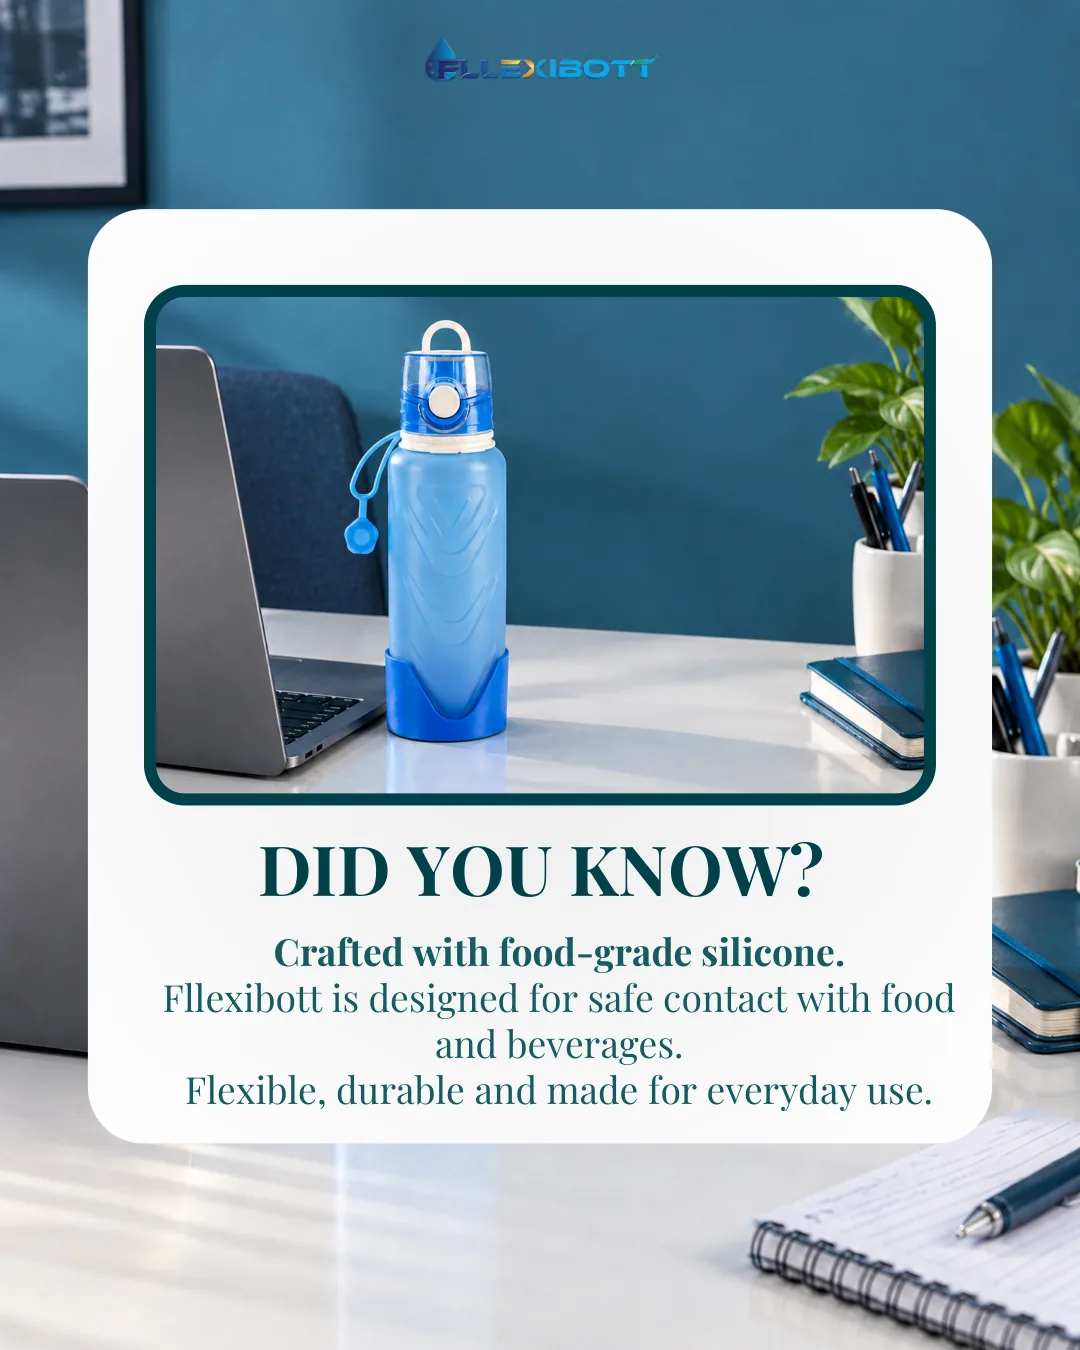 FLLEXIBOTT
DID YOU KNOW?
Crafted with food-grade silicone.
Fllexibott is designed for safe contact with food
and beverages.
Flexible, durable and made for everyday use.